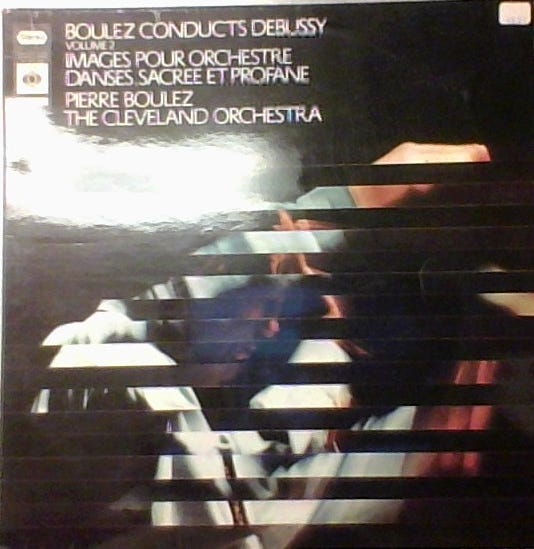 BOULEZ CONDUCTS DEBUSSY
VOLUME 2
IMAGES POUR ORCHESTRE
DANSES SACREE ET PROFANE
PIERRE BOULEZ
THE CLEVELAND ORCHESTRA